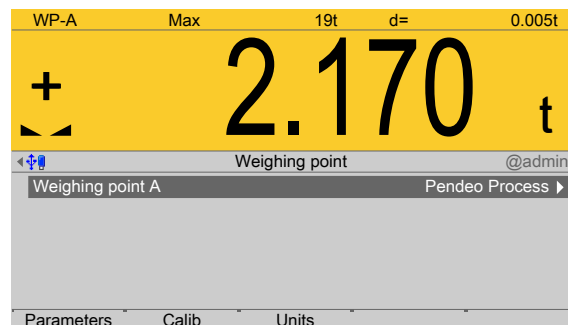 WP-A Max 19t d= 0.005t
+ 2.170 t
Weighing point @admin
Weighing point A Pendeo Process
Parameters Calib Units